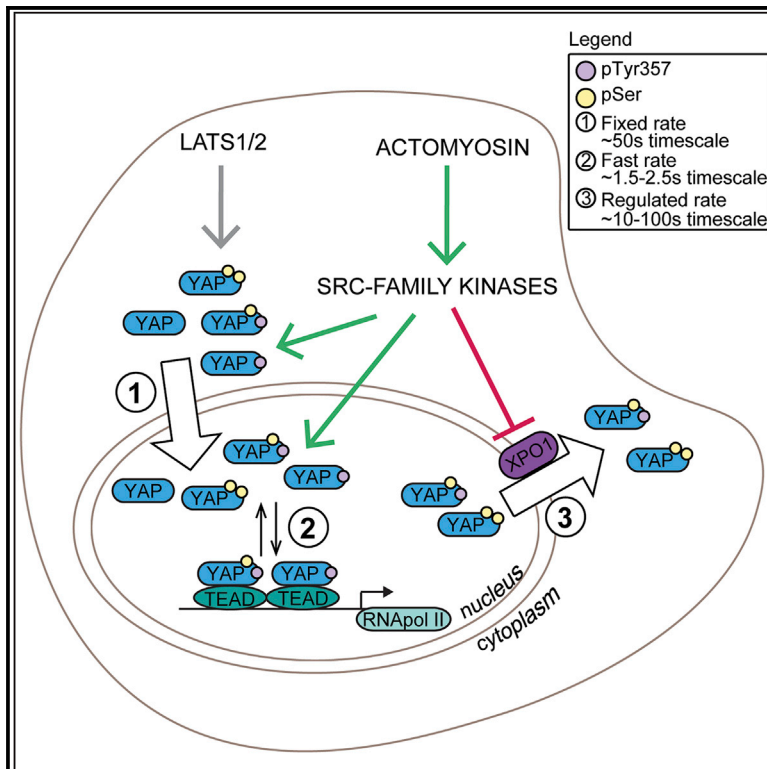 Legend
pTyr357
pSer
1 Fixed rate
~50s timescale
2 Fast rate
~1.5-2.5s timescale
3 Regulated rate
~10-100s timescale
LATS1/2
ACTOMYOSIN
SRC-FAMILY KINASES
YAP
YAP
YAP
YAP
1
YAP
YAP
YAP
YAP
2
YAP
YAP
TEAD
TEAD
RNApol II
XPO1
YAP
YAP
3
YAP
YAP
nucleus
cytoplasm